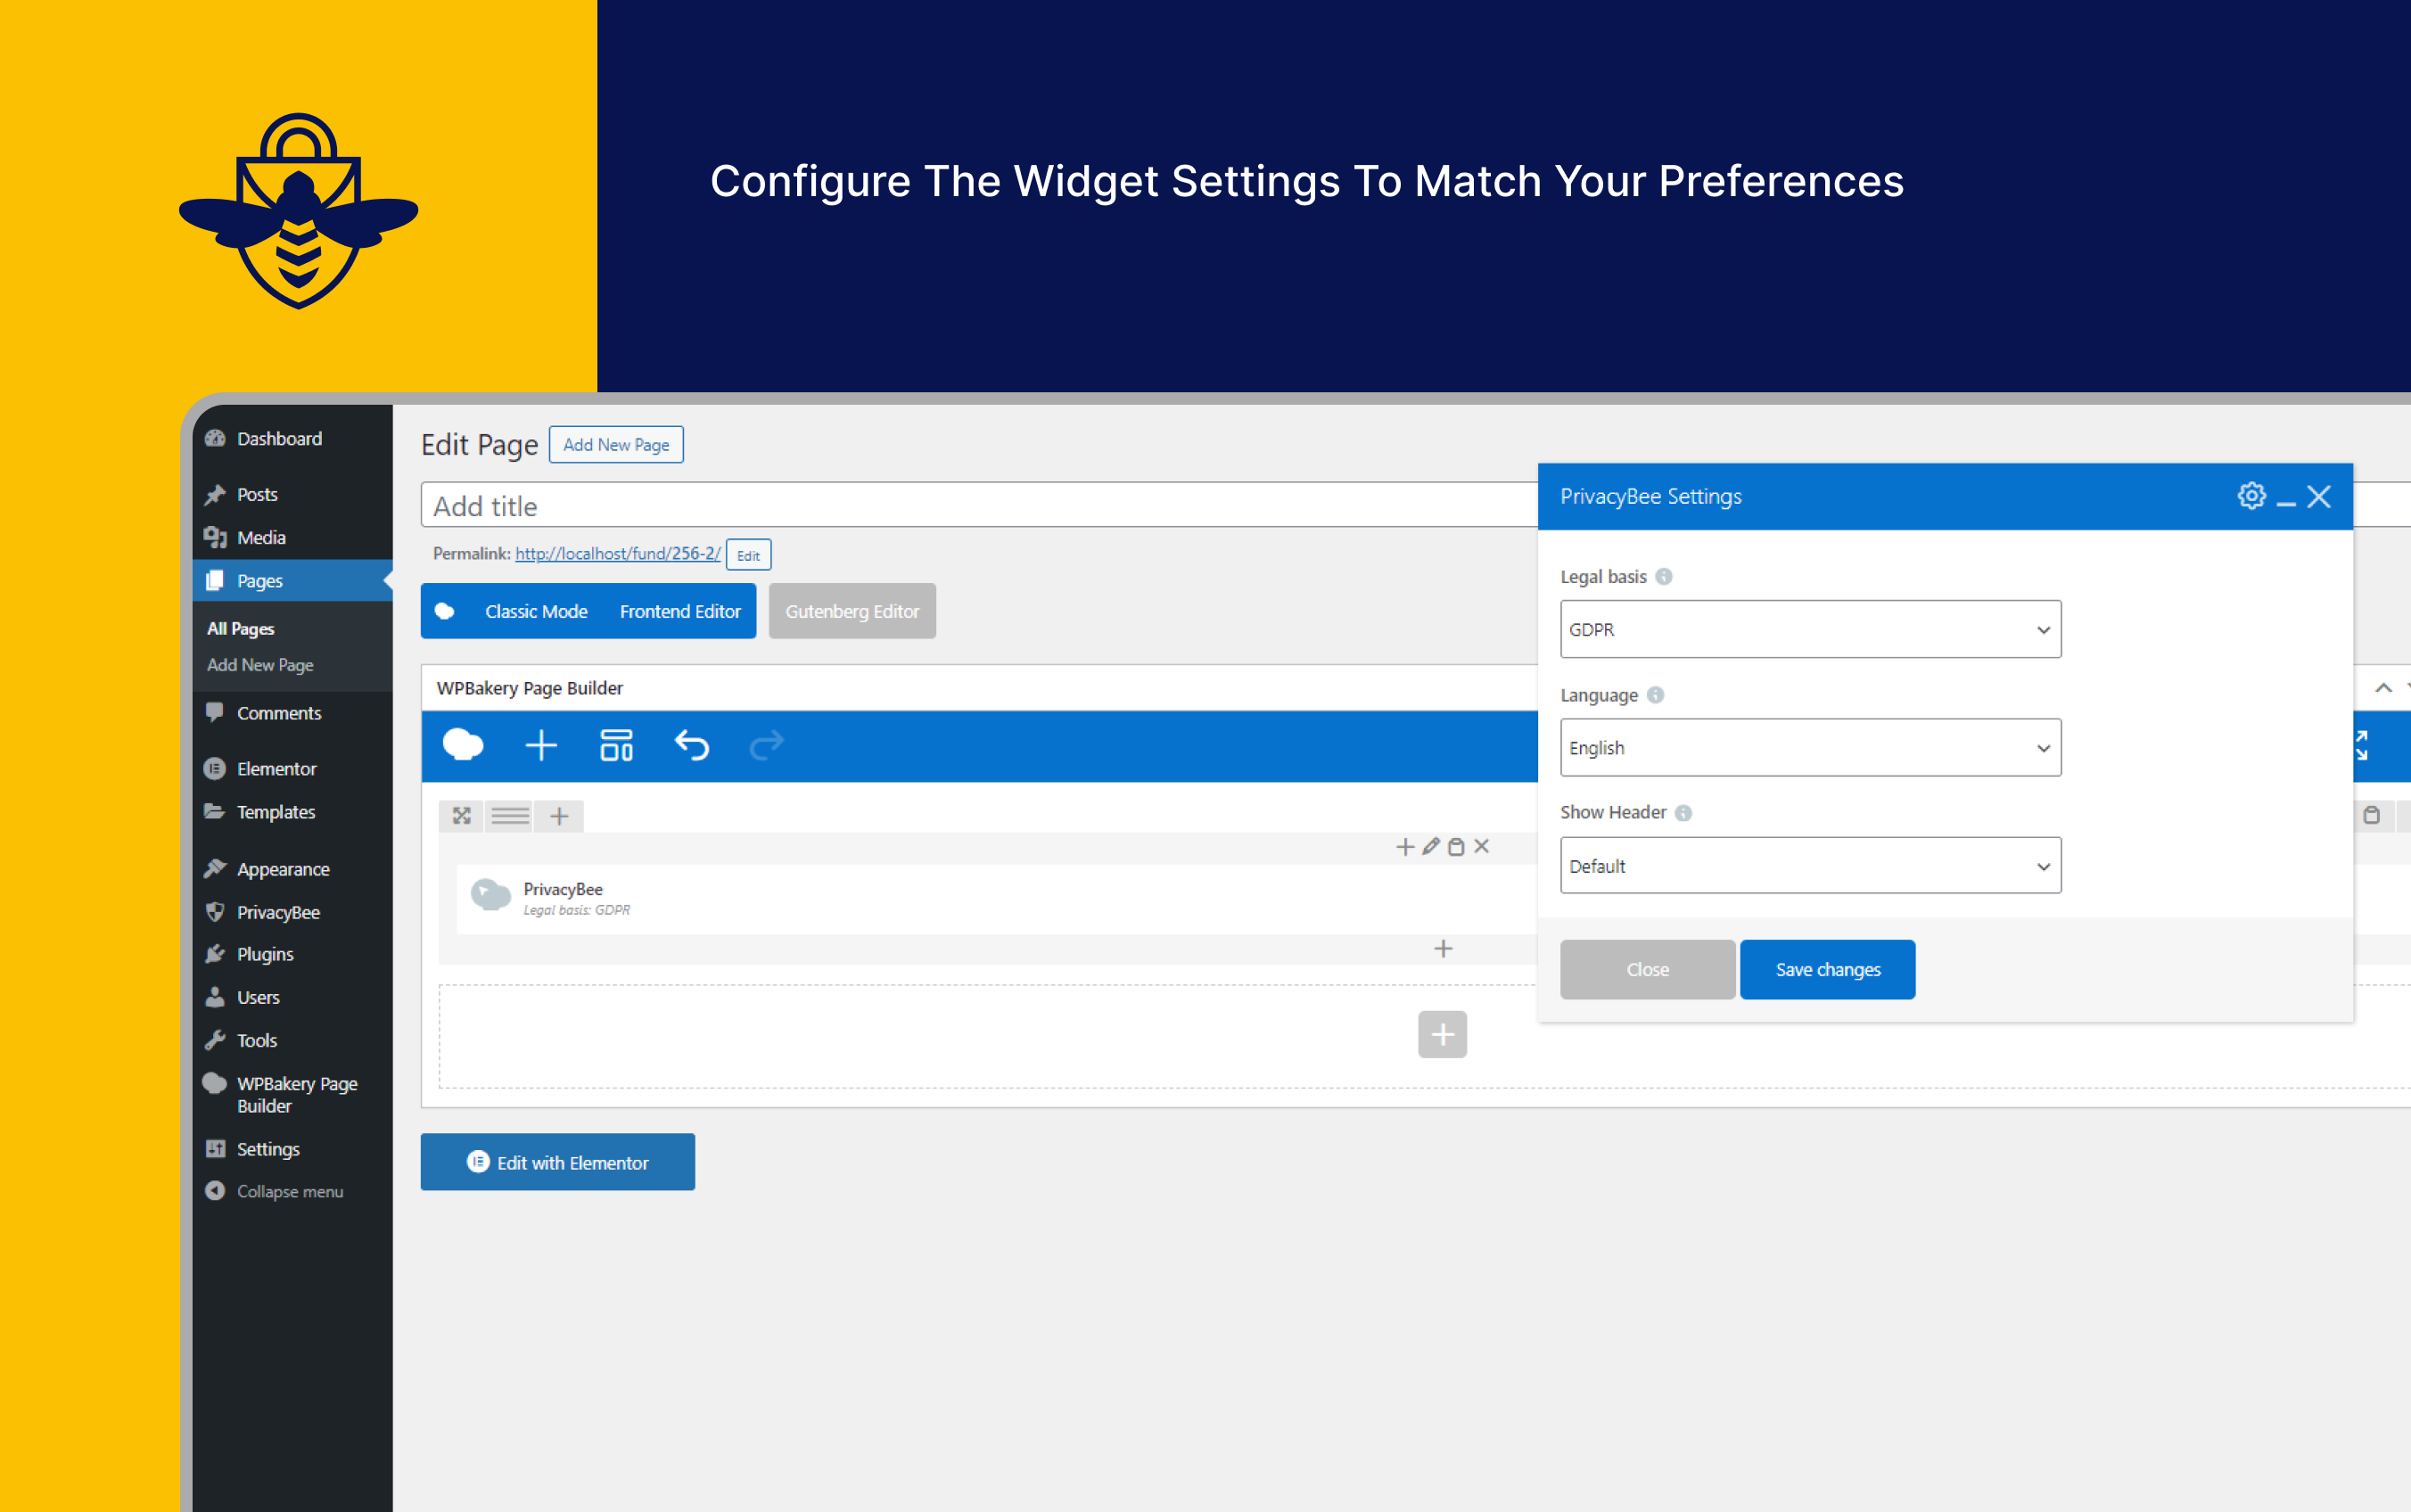 Configure The Widget Settings To Match Your Preferences
Dashboard
Posts
Media
Pages
All Pages
Add New Page
Comments
Elementor
Templates
Appearance
PrivacyBee
Plugins
Users
Tools
WPBakery Page
Builder
Settings
Collapse menu
Edit Page
Add New Page
Add title
Permalink: http://localhost/fund/256-2/ Edit
Classic Mode
Frontend Editor
Gutenberg Editor
WPBakery Page Builder
PrivacyBee
Legal basis: GDPR
Edit with Elementor
PrivacyBee Settings
Legal basis
GDPR
Language
English
Show Header
Default
Close
Save changes